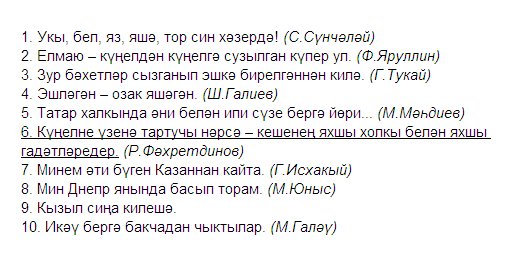 1. Укы, бел, яз, яшә, тор син хәзердә! (С.Сүнчәләй)
2. Елмаю – күңелдән күңелгә сузылган күпер ул. (Ф.Яруллин)
3. Зур бәхетләр сызганып эшкә бирелгәннән килә. (Г.Тукай)
4. Эшләгән – озак яшәгән. (Ш.Галиев)
5. Татар халкында әни белән ипи сүзе бергә йөри... (М.Мәһдиев)
6. Күңелне үзенә тартучы нәрсә – кешенең яхшы холкы белән яхшы
гадәтләредер. (Р.Фәхретдинов)
7. Минем әти бүген Казаннан кайта. (Г.Исхакый)
8. Мин Днепр янында басып торам. (М.Юныс)
9. Кызыл сиңа килешә.
10. Икәү бергә бакчадан чыктылар. (М.Галәү)